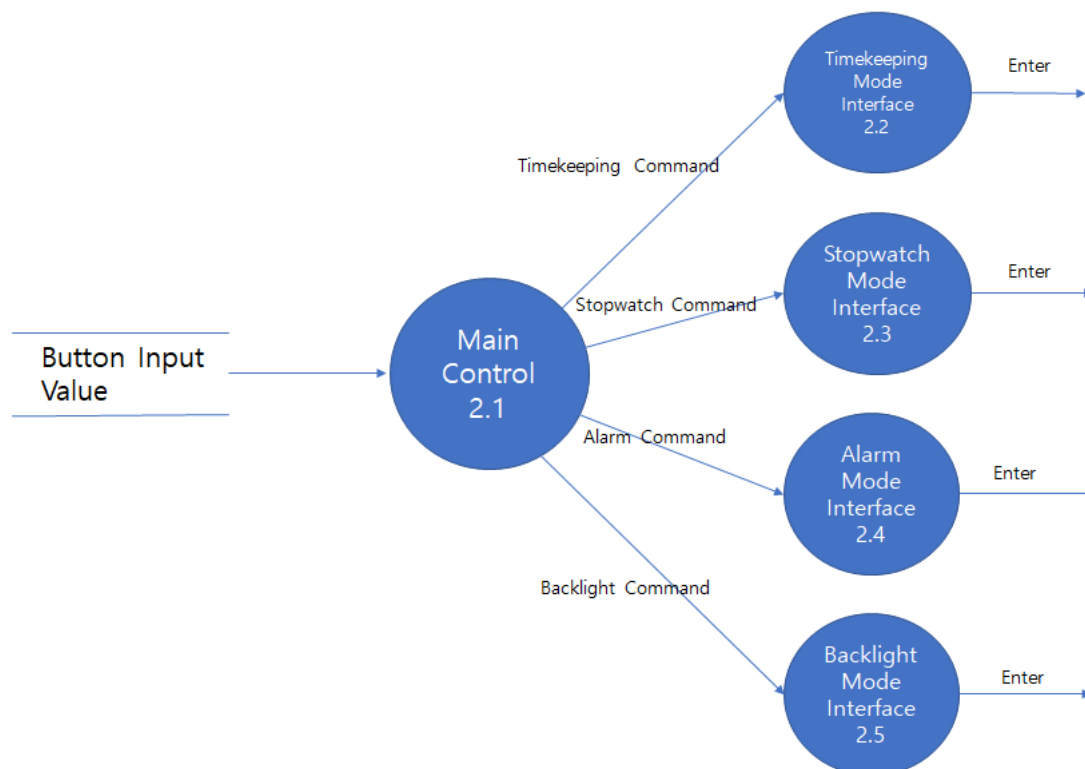 Timekeeping
Mode
Interface
2.2
Enter
Timekeeping Command
Stopwatch
Mode
Interface
2.3
Enter
Stopwatch Command
Button Input
Value
Main
Control
2.1
Alarm Command
Alarm
Mode
Interface
2.4
Enter
Backlight Command
Backlight
Mode
Interface
2.5
Enter